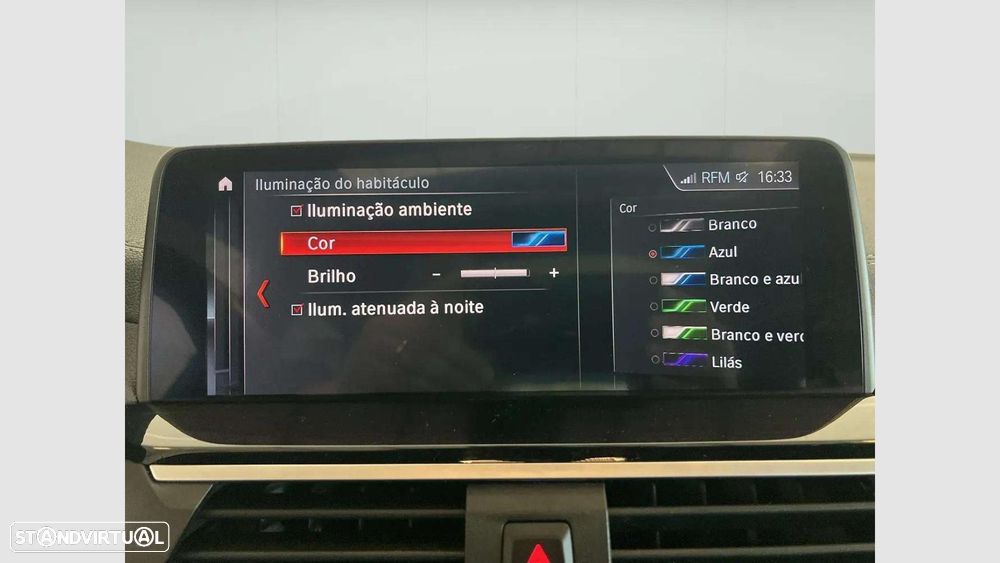 Iluminação do habitáculo
RFM 16:33
Iluminação ambiente
Cor
Brilho
- +
Ilum. atenuada à noite
Cor
Branco
Azul
Branco e azul
Verde
Branco e verd
Lilás
STANDVIRTUAL